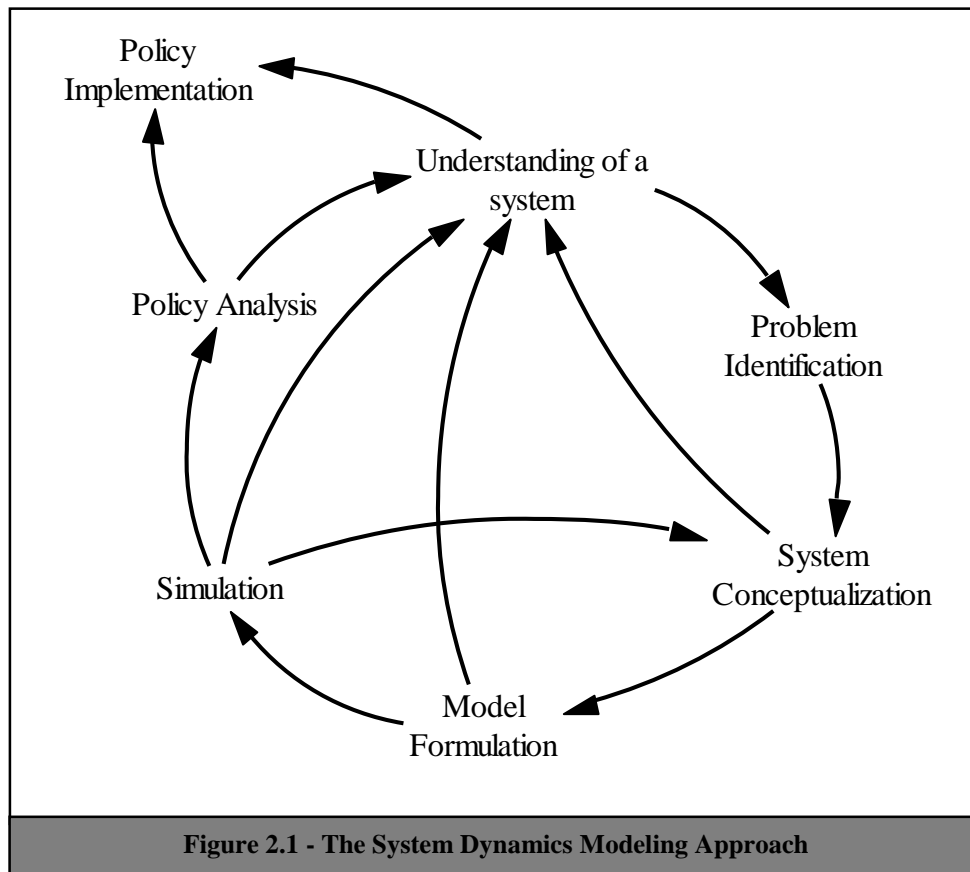 Policy
Implementation
Understanding of a
system
Policy Analysis
Problem
Identification
System
Conceptualization
Simulation
Model
Formulation
Figure 2.1 - The System Dynamics Modeling Approach